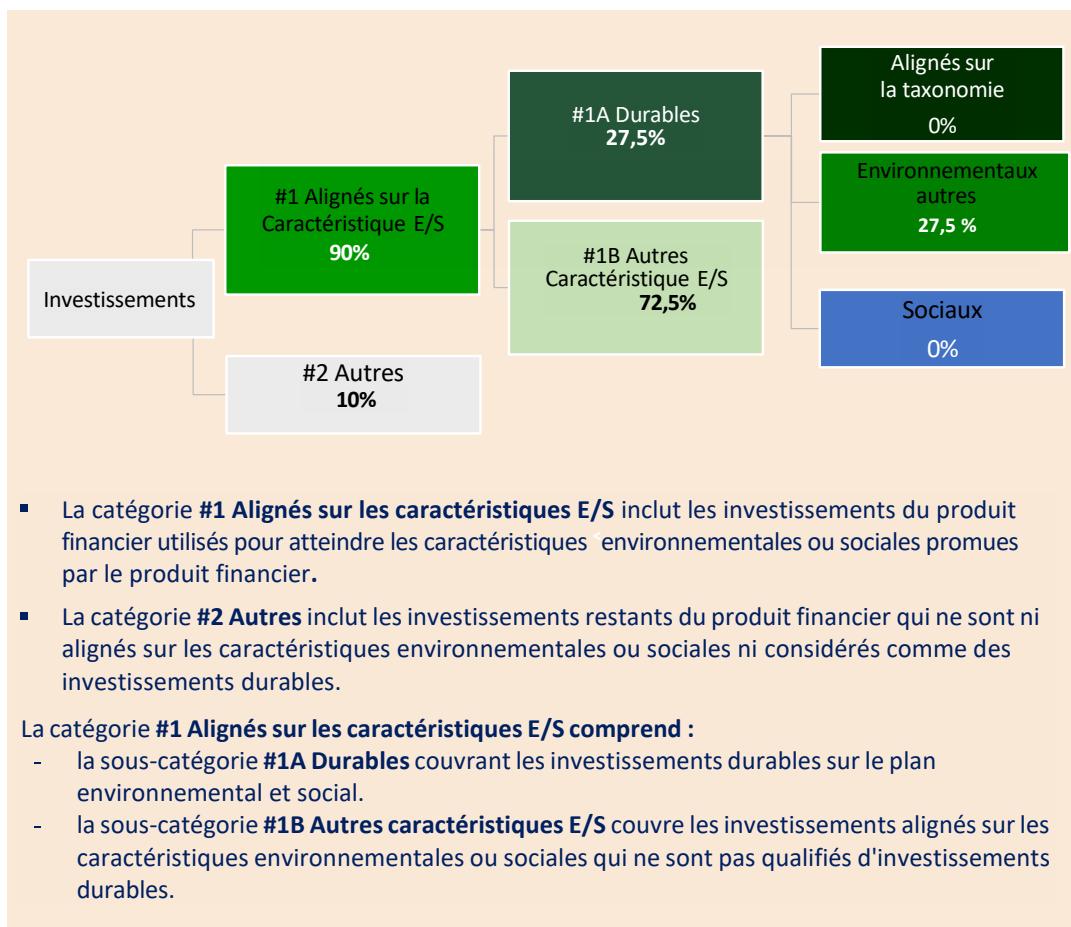 Investissements
#1 Alignés sur la
Caractéristique E/S
90%
#2 Autres
10%
#1A Durables
27,5%
#1B Autres
Caractéristique E/S
72,5%
Alignés sur
la taxonomie
0%
Environnementaux
autres
27,5 %
Sociaux
0%
▪ La catégorie #1 Alignés sur les caractéristiques E/S inclut les investissements du produit
financier utilisés pour atteindre les caractéristiques environnementales ou sociales promues
par le produit financier.
▪ La catégorie #2 Autres inclut les investissements restants du produit financier qui ne sont ni
alignés sur les caractéristiques environnementales ou sociales ni considérés comme des
investissements durables.
La catégorie #1 Alignés sur les caractéristiques E/S comprend :
- la sous-catégorie #1A Durables couvrant les investissements durables sur le plan
environnemental et social.
- la sous-catégorie #1B Autres caractéristiques E/S couvre les investissements alignés sur les
caractéristiques environnementales ou sociales qui ne sont pas qualifiés d'investissements
durables.